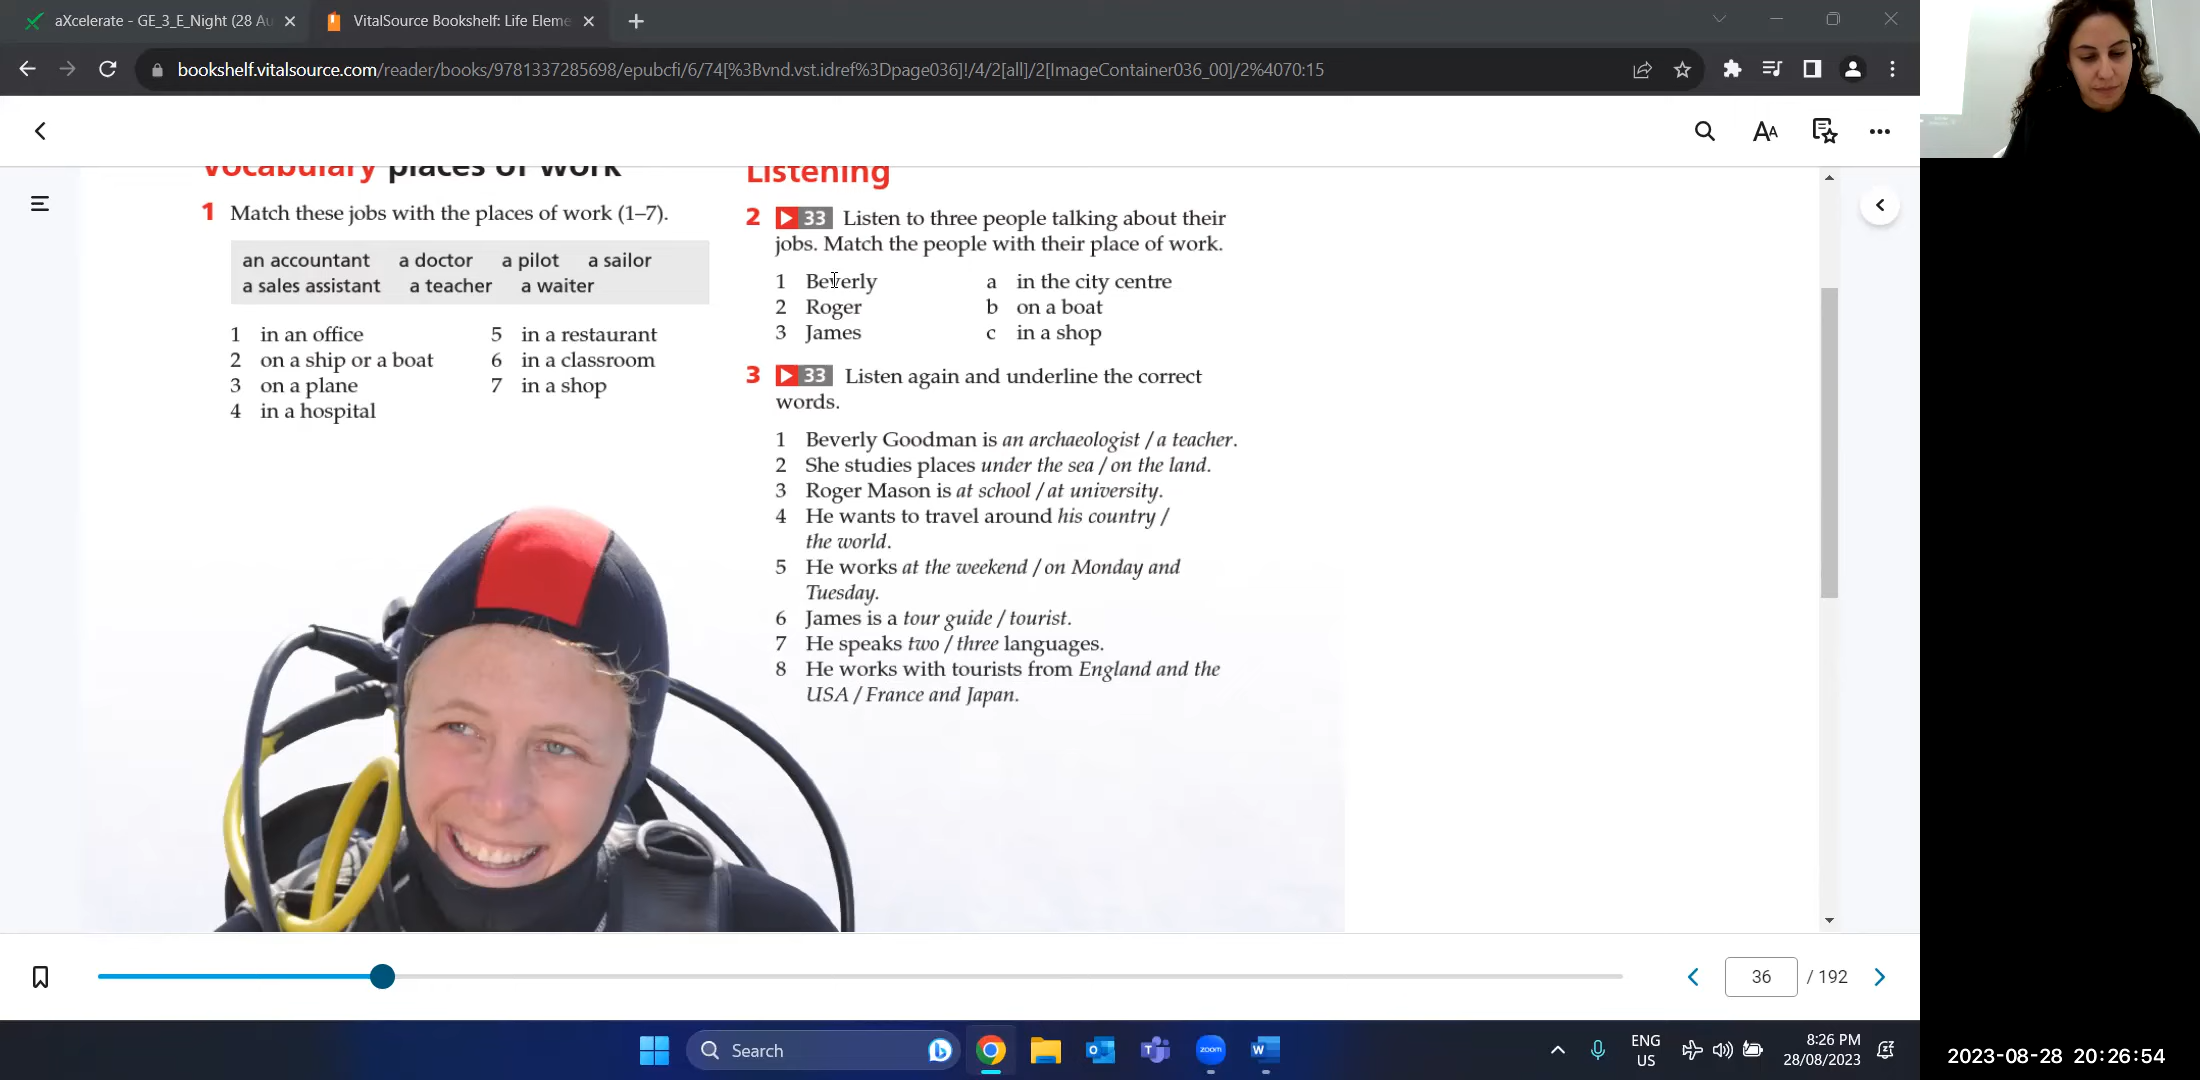 aXcelerate - GE_3_E_Night (28 Au
VitalSource Bookshelf: Life Eleme
bookshelf.vitalsource.com/reader/books/9781337285698/epubcfi/6/74[%3Bvnd.vst.idref%3Dpage036]!/4/2[all]/2[ImageContainer036_00]/2%4070:15
AA
Vocabulary places of work
1 Match these jobs with the places of work (1–7).
an accountant a doctor a pilot a sailor
a sales assistant a teacher a waiter
1 in an office
2 on a ship or a boat
3 on a plane
4 in a hospital
5 in a restaurant
6 in a classroom
7 in a shop
Listening
2 33 Listen to three people talking about their
jobs. Match the people with their place of work.
1 Beverly a in the city centre
2 Roger b on a boat
3 James c in a shop
3 33 Listen again and underline the correct
words.
1 Beverly Goodman is an archaeologist / a teacher.
2 She studies places under the sea / on the land.
3 Roger Mason is at school / at university.
4 He wants to travel around his country /
the world.
5 He works at the weekend / on Monday and
Tuesday.
6 James is a tour guide / tourist.
7 He speaks two / three languages.
8 He works with tourists from England and the
USA / France and Japan.
36 / 192
Search
zoom
ENG
US
8:26 PM
28/08/2023
2023-08-28 20:26:54